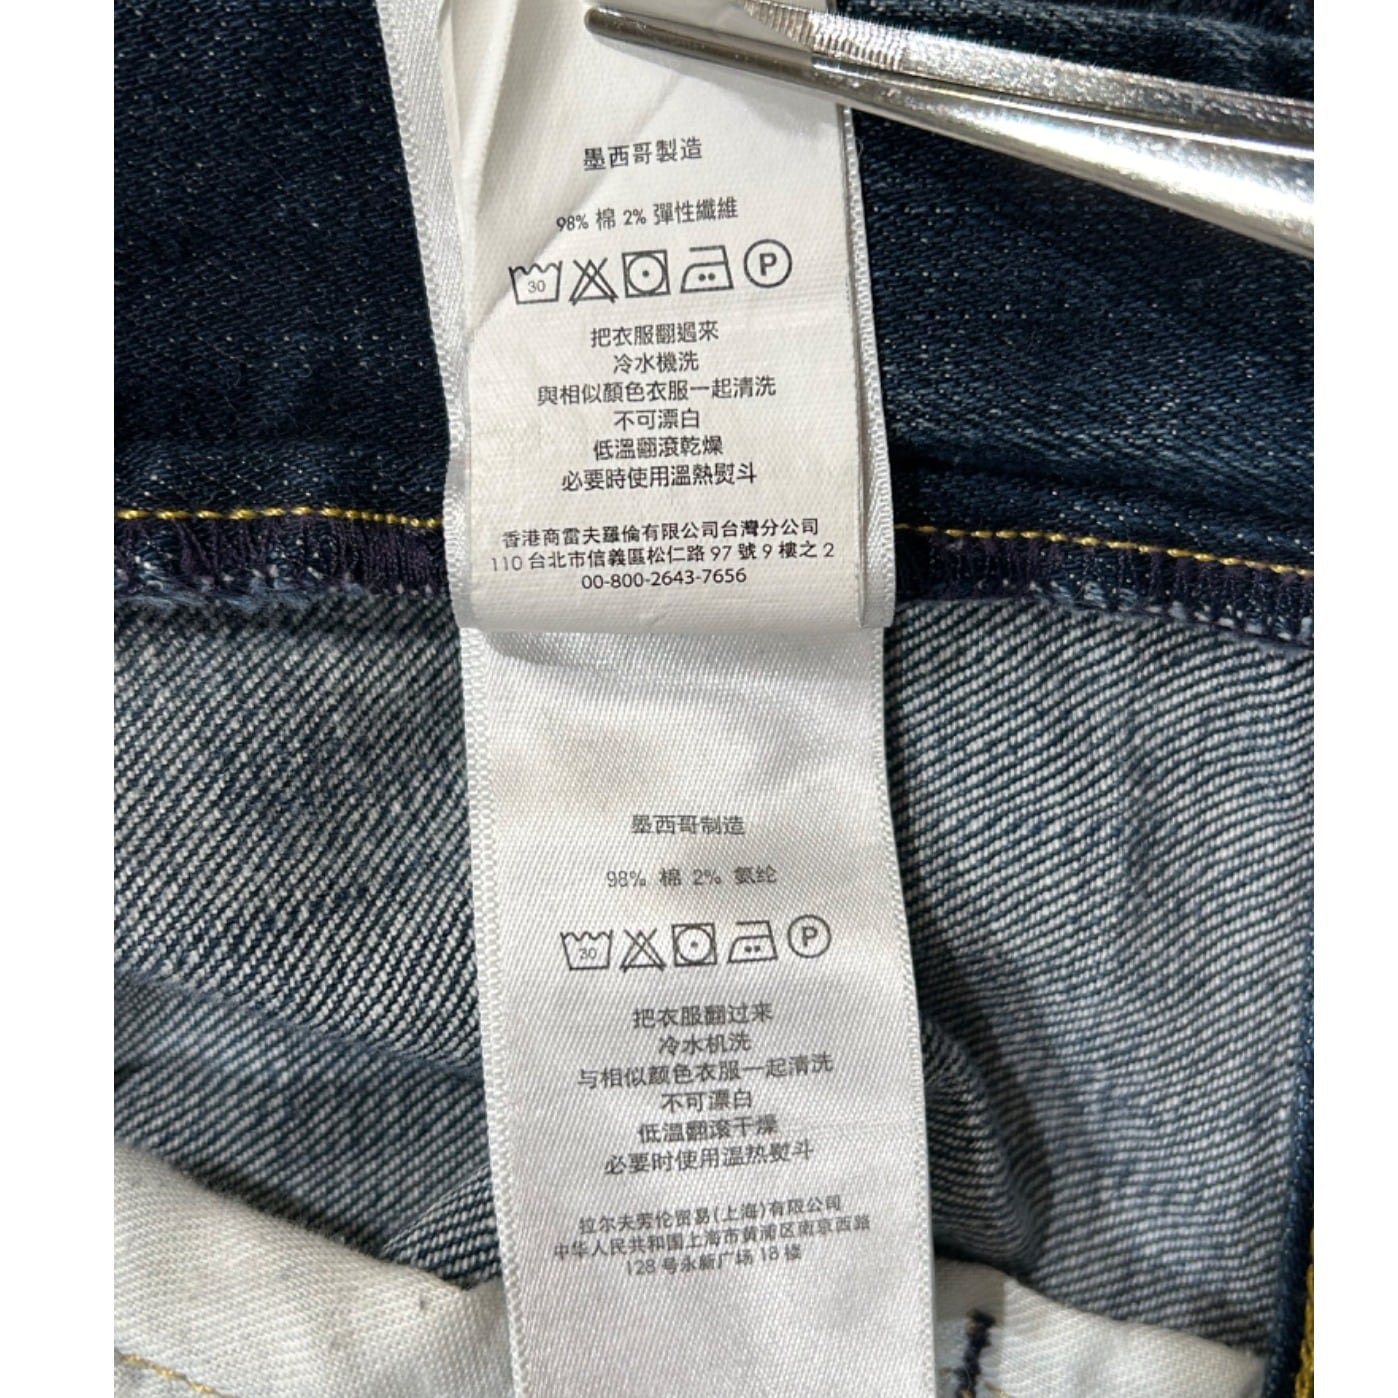 墨西哥製造
98% 棉 2% 彈性纖維
30 P
把衣服翻過來
冷水機洗
與相似顏色衣服一起清洗
不可漂白
低溫翻滾乾燥
必要時使用溫熱熨斗
香港商雷夫羅倫有限公司台灣分公司
110 台北市信義區松仁路 97 號 9 樓之 2
00-800-2643-7656
墨西哥制造
98% 棉 2% 氨纶
30 P
把衣服翻过来
冷水机洗
与相似颜色衣服一起清洗
不可漂白
低温翻滚干燥
必要时使用温热熨斗
拉尔夫劳伦贸易(上海)有限公司
中华人民共和国上海市黄浦区南京西路
128 号永新广场 18 楼